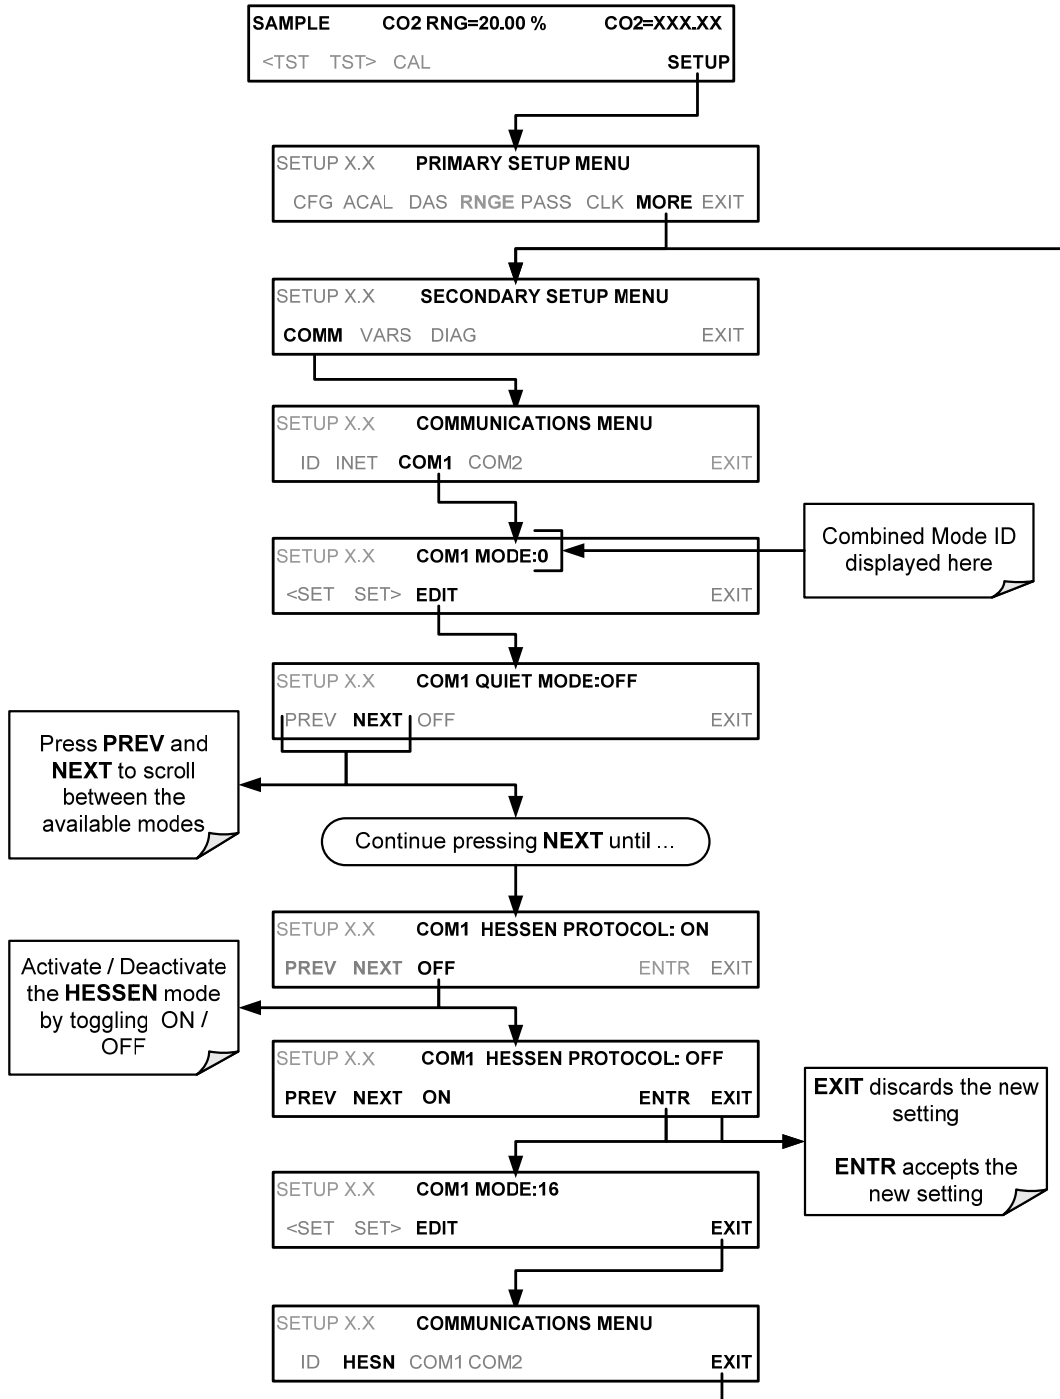 SAMPLE CO2 RNG=20.00 % CO2=XXX.XX
<TST TST> CAL SETUP
SETUP X.X PRIMARY SETUP MENU
CFG ACAL DAS RNGE PASS CLK MORE EXIT
SETUP X.X SECONDARY SETUP MENU
COMM VARS DIAG EXIT
SETUP X.X COMMUNICATIONS MENU
ID INET COM1 COM2 EXIT
SETUP X.X COM1 MODE:0
<SET SET> EDIT EXIT
Combined Mode ID
displayed here
SETUP X.X COM1 QUIET MODE:OFF
PREV NEXT OFF EXIT
Press PREV and
NEXT to scroll
between the
available modes
Continue pressing NEXT until ...
SETUP X.X COM1 HESSEN PROTOCOL: ON
PREV NEXT OFF ENTR EXIT
Activate / Deactivate
the HESSEN mode
by toggling ON /
OFF
SETUP X.X COM1 HESSEN PROTOCOL: OFF
PREV NEXT ON ENTR EXIT
EXIT discards the new
setting
ENTR accepts the
new setting
SETUP X.X COM1 MODE:16
<SET SET> EDIT EXIT
SETUP X.X COMMUNICATIONS MENU
ID HESN COM1 COM2 EXIT